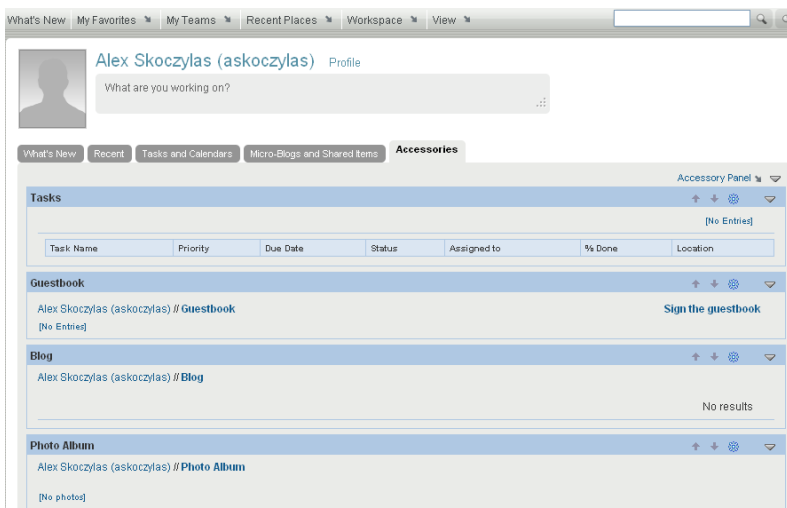 What's New My Favorites My Teams Recent Places Workspace View
Alex Skoczylas (askoczylas) Profile
What are you working on?
What's New Recent Tasks and Calendars Micro-Blogs and Shared Items Accessories
Accessory Panel
Tasks
[No Entries]
Task Name Priority Due Date Status Assigned to % Done Location
Guestbook
Alex Skoczylas (askoczylas) // Guestbook Sign the guestbook
[No Entries]
Blog
Alex Skoczylas (askoczylas) // Blog
No results
Photo Album
Alex Skoczylas (askoczylas) // Photo Album
[No photos]